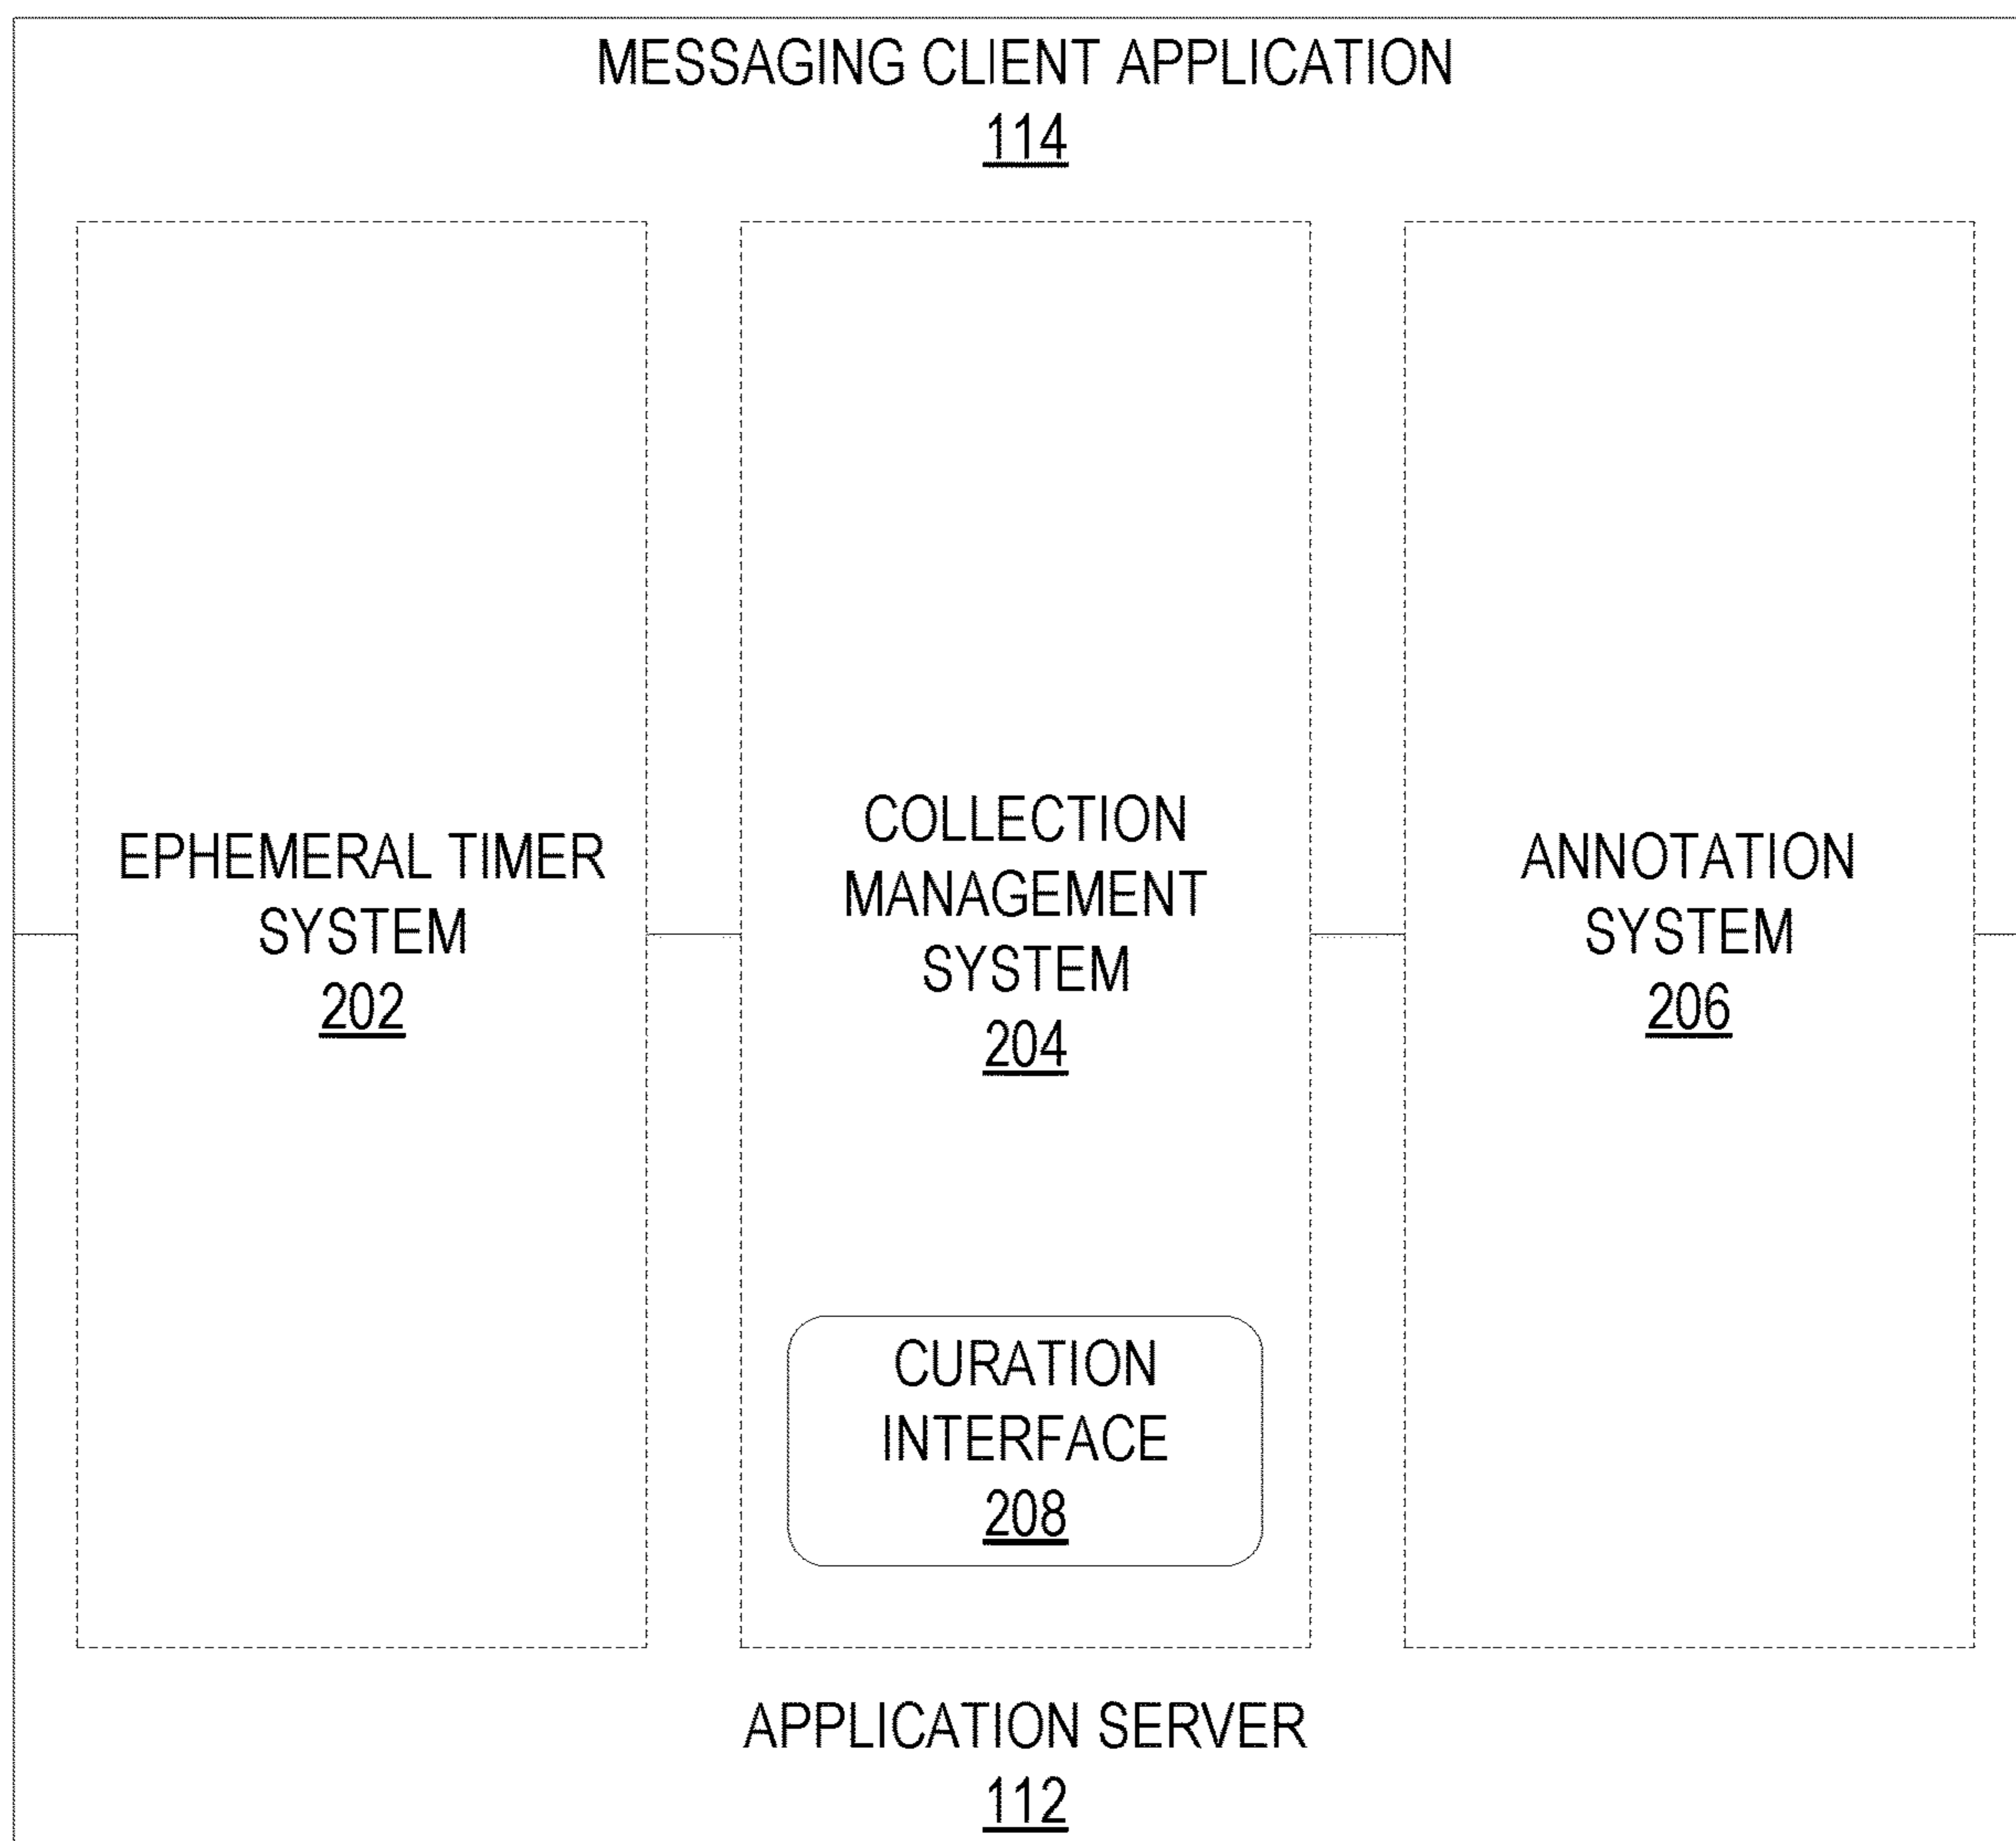 MESSAGING CLIENT APPLICATION
114
EPHEMERAL TIMER
SYSTEM
202
COLLECTION
MANAGEMENT
SYSTEM
204
ANNOTATION
SYSTEM
206
CURATION
INTERFACE
208
APPLICATION SERVER
112